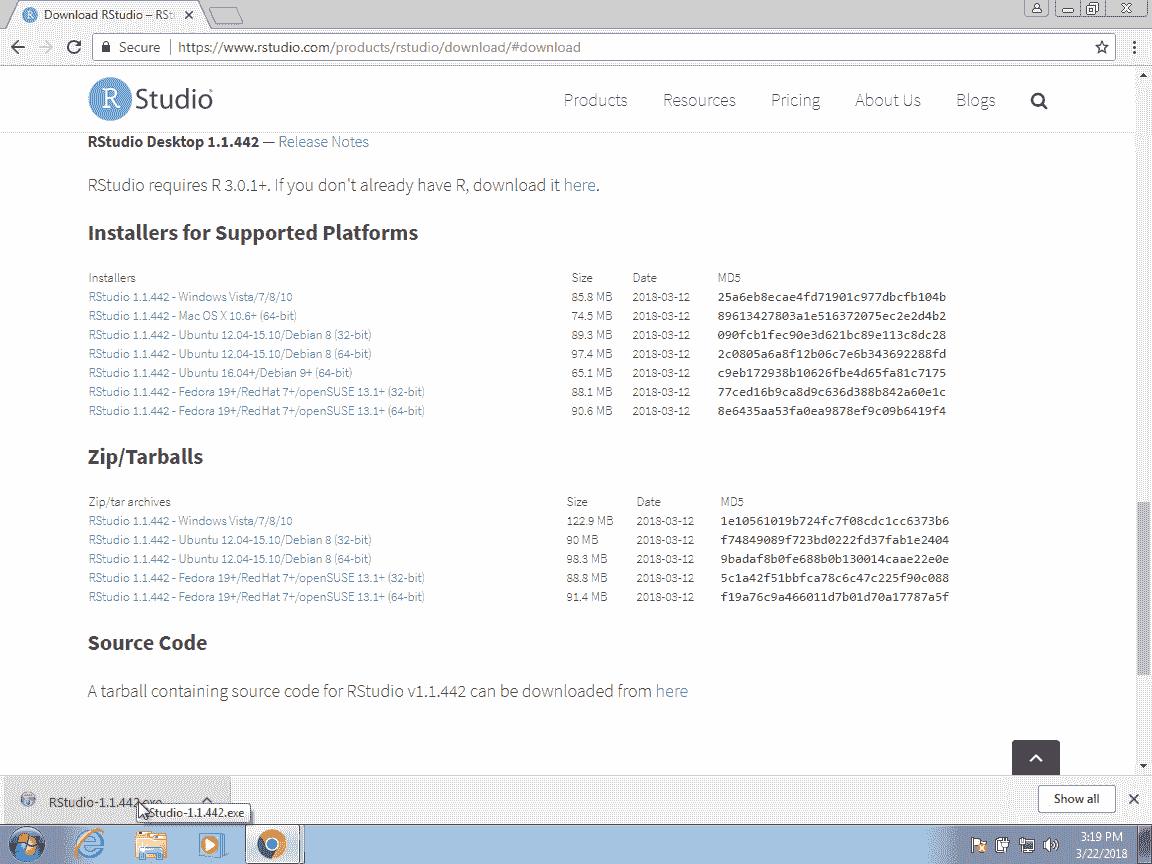 Download RStudio – RSt
Secure
https://www.rstudio.com/products/rstudio/download/#download
R Studio
Products
Resources
Pricing
About Us
Blogs
RStudio Desktop 1.1.442 — Release Notes
RStudio requires R 3.0.1+. If you don't already have R, download it here.
Installers for Supported Platforms
Installers Size Date MD5
RStudio 1.1.442 - Windows Vista/7/8/10 85.8 MB 2018-03-12 25a6eb8ecae4fd71901c977dbcfb104b
RStudio 1.1.442 - Mac OS X 10.6+ (64-bit) 74.5 MB 2018-03-12 89613427803a1e516372075ec2e2d4b2
RStudio 1.1.442 - Ubuntu 12.04-15.10/Debian 8 (32-bit) 89.3 MB 2018-03-12 090fcb1fec90e3d621bc89e113c8dc28
RStudio 1.1.442 - Ubuntu 12.04-15.10/Debian 8 (64-bit) 97.4 MB 2018-03-12 2c0805a6a8f12b06c7e6b343692288fd
RStudio 1.1.442 - Ubuntu 16.04+/Debian 9+ (64-bit) 65.1 MB 2018-03-12 c9eb172938b10626fbe4d65fa81c7175
RStudio 1.1.442 - Fedora 19+/RedHat 7+/openSUSE 13.1+ (32-bit) 88.1 MB 2018-03-12 77ced16b9ca8d9c636d388b842a60e1c
RStudio 1.1.442 - Fedora 19+/RedHat 7+/openSUSE 13.1+ (64-bit) 90.6 MB 2018-03-12 8e6435aa53fa0ea9878ef9c09b6419f4
Zip/Tarballs
Zip/tar archives Size Date MD5
RStudio 1.1.442 - Windows Vista/7/8/10 122.9 MB 2018-03-12 1e10561019b724fc7f08cdc1cc6373b6
RStudio 1.1.442 - Ubuntu 12.04-15.10/Debian 8 (32-bit) 90 MB 2018-03-12 f74849089f723bd0222fd37fab1e2404
RStudio 1.1.442 - Ubuntu 12.04-15.10/Debian 8 (64-bit) 98.3 MB 2018-03-12 9badaf8b0fe688b0b130014caae22e0e
RStudio 1.1.442 - Fedora 19+/RedHat 7+/openSUSE 13.1+ (32-bit) 88.8 MB 2018-03-12 5c1a42f51bbfca78c6c47c225f90c088
RStudio 1.1.442 - Fedora 19+/RedHat 7+/openSUSE 13.1+ (64-bit) 91.4 MB 2018-03-12 f19a76c9a466011d7b01d70a17787a5f
Source Code
A tarball containing source code for RStudio v1.1.442 can be downloaded from here
RStudio-1.1.442.exe
RStudio-1.1.442.exe
Show all
3:19 PM
3/22/2018